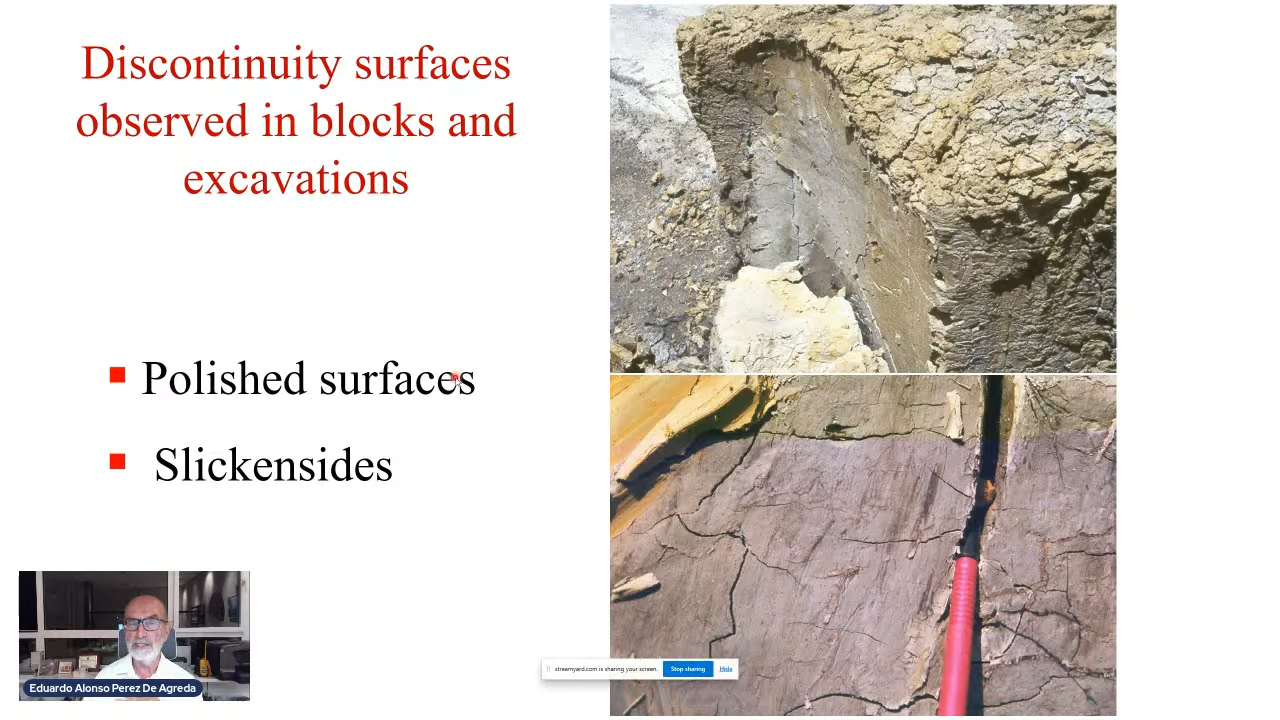 Discontinuity surfaces
observed in blocks and
excavations
Polished surfaces
Slickensides
Eduardo Alonso Perez De Agreda
streamyard.com is sharing your screen.
Stop sharing
Hide